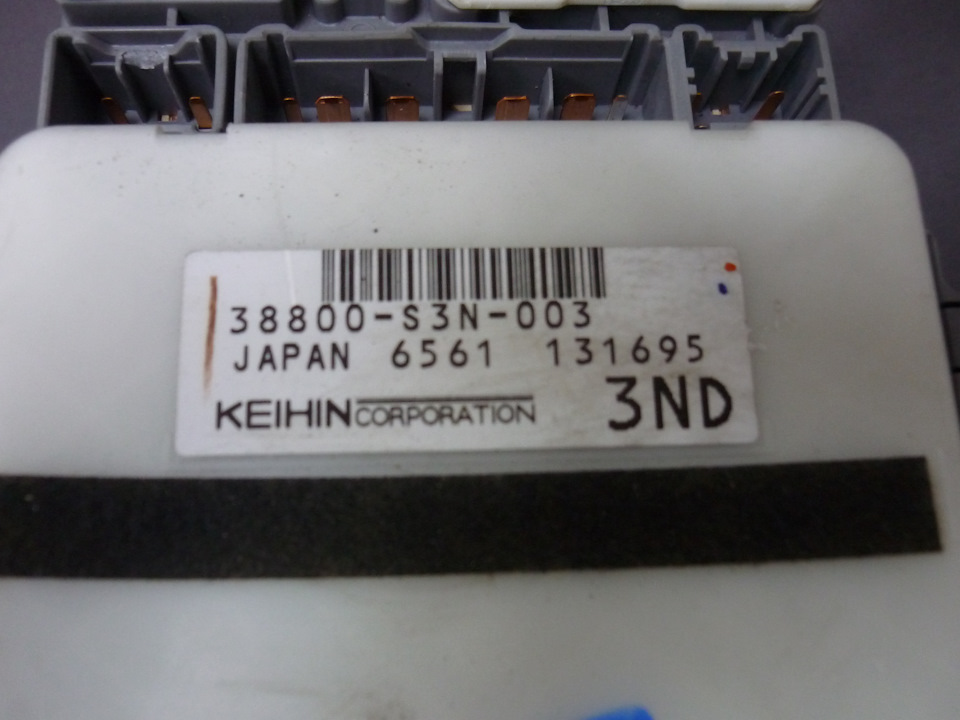 38800-S3N-003
JAPAN 6561 131695
KEIHIN CORPORATION 3ND